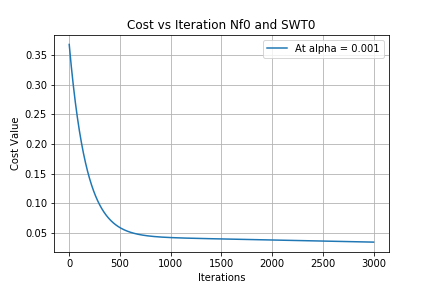 Cost vs Iteration Nf0 and SWT0
At alpha = 0.001
0.35
0.30
0.25
0.20
0.15
0.10
0.05
Cost Value
0 500 1000 1500 2000 2500 3000
Iterations